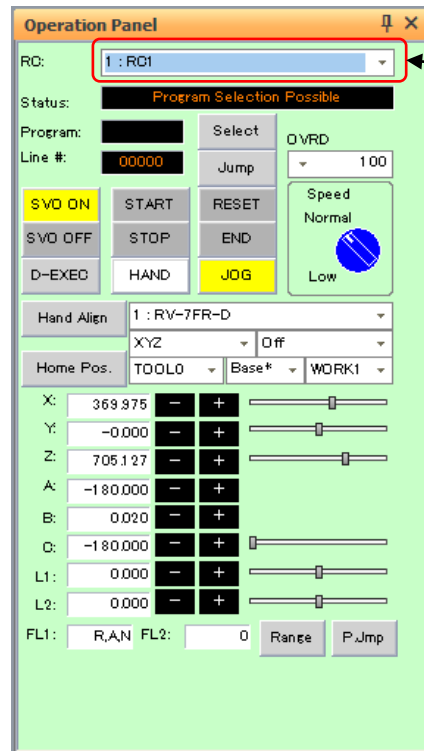 Operation Panel
RC: 1 : RC1
Status: Program Selection Possible
Program: Select OVRD
Line #: 00000 Jump 100
SVO ON START RESET Speed
Normal
SVO OFF STOP END
D-EXEC HAND JOG Low
Hand Align 1 : RV-7FR-D
XYZ Off
Home Pos. TOOL0 Base* WORK1
X: 369.975 - +
Y: -0.000 - +
Z: 705.127 - +
A: -180.000 - +
B: 0.020 - +
C: -180.000 - +
L1: 0.000 - +
L2: 0.000 - +
FL1: R,A,N FL2: 0 Range P.Jmp